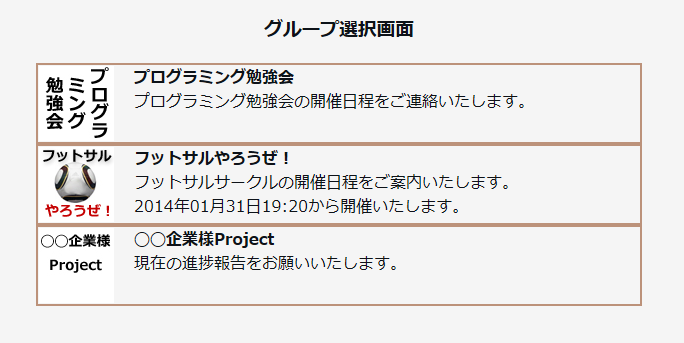 グループ選択画面
プログラ
ミング
勉強会
プログラミング勉強会
プログラミング勉強会の開催日程をご連絡いたします。
フットサル
やろうぜ！
フットサルやろうぜ！
フットサルサークルの開催日程をご案内いたします。
2014年01月31日19:20から開催いたします。
○○企業様
Project
○○企業様Project
現在の進捗報告をお願いいたします。